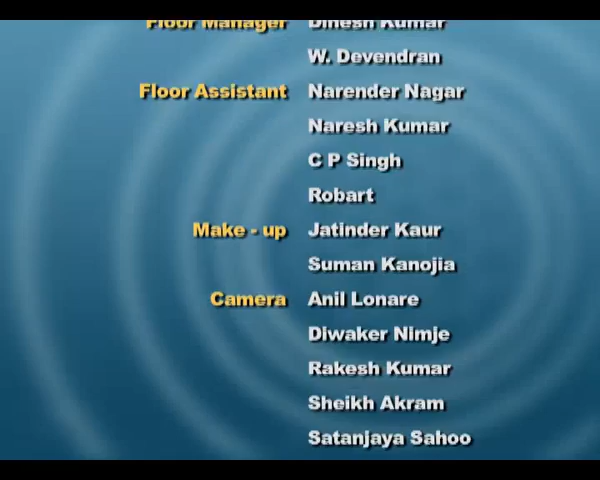 Floor Manager Dinesh Kumar
W. Devendran
Floor Assistant Narender Nagar
Naresh Kumar
C P Singh
Robart
Make - up Jatinder Kaur
Suman Kanojia
Camera Anil Lonare
Diwaker Nimje
Rakesh Kumar
Sheikh Akram
Satanjaya Sahoo